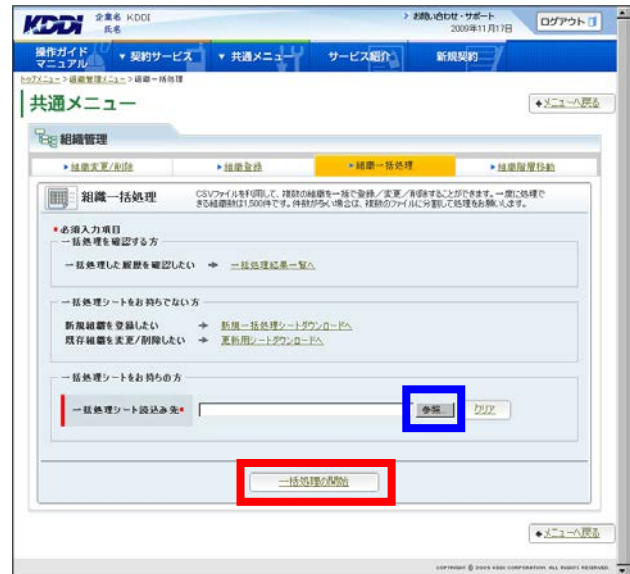 KDDI
企業名 KDDI
氏名
> お問い合わせ・サポート
2009年11月17日
ログアウト
操作ガイド
マニュアル
▼ 契約サービス
▼ 共通メニュー
サービス紹介
新規契約
トップメニュー > 組織管理メニュー > 組織一括処理
共通メニュー
◆メニューへ戻る
組織管理
▶組織変更/削除
▶組織登録
▶組織一括処理
▶組織階層移動
組織一括処理
CSVファイルを利用して、複数の組織を一括で登録/変更/削除することができます。一度に処理で
きる組織数は1,500件です。件数が多い場合は、複数のファイルに分割して処理をお願いします。
●必須入力項目
一括処理を確認する方
一括処理した履歴を確認したい ➔ 一括処理結果一覧へ
一括処理シートをお持ちでない方
新規組織を登録したい ➔ 新規一括処理シートダウンロードへ
既存組織を変更/削除したい ➔ 更新用シートダウンロードへ
一括処理シートをお持ちの方
一括処理シート読込み先●
参照...
クリア
一括処理の開始
◆メニューへ戻る
COPYRIGHT © 2009 KDDI CORPORATION. ALL RIGHTS RESERVED.